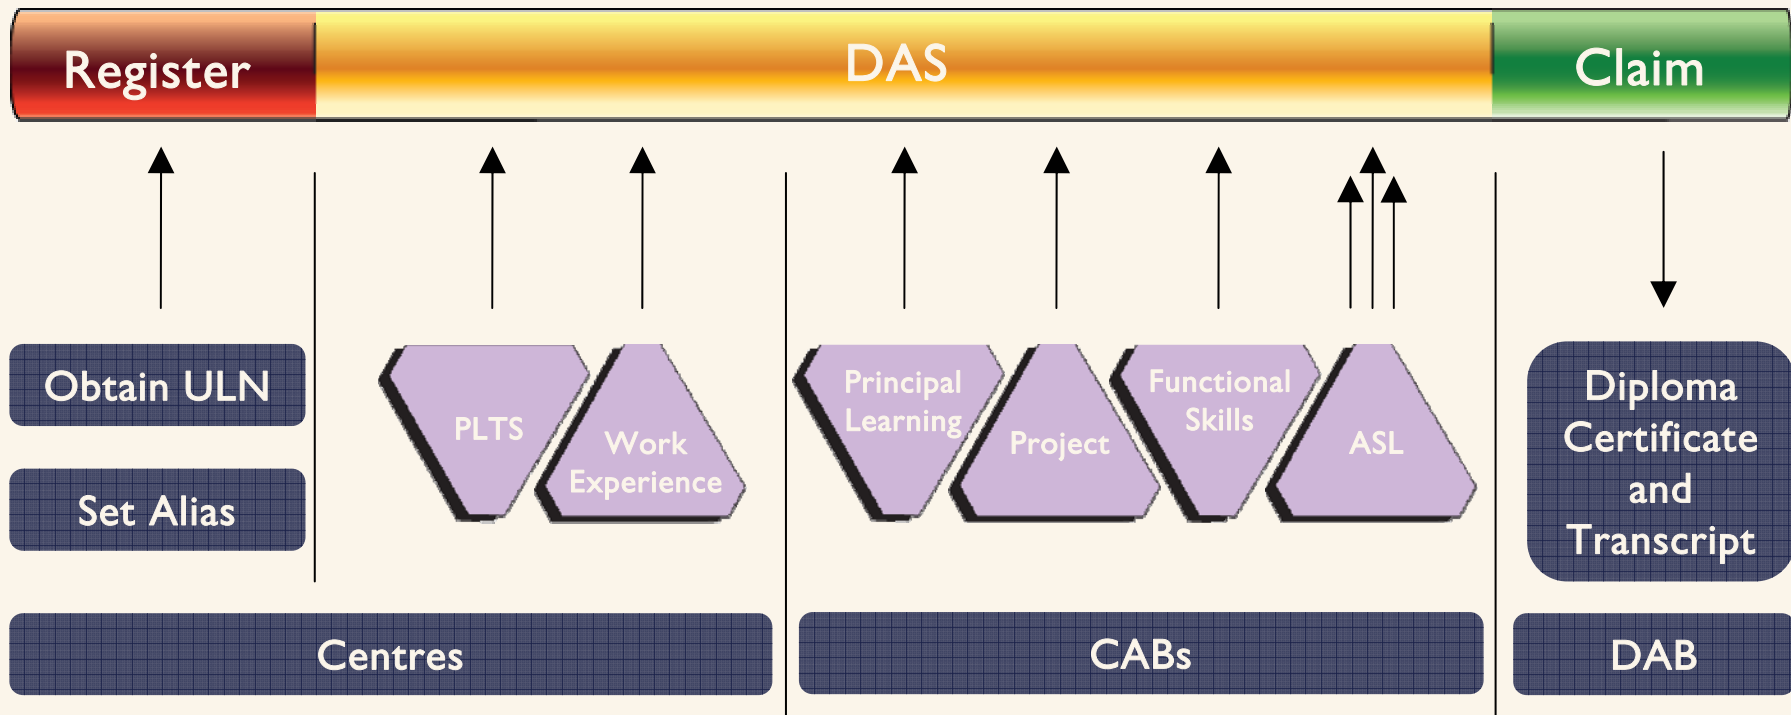 Register
DAS
Claim
Obtain ULN
Set Alias
PLTS
Work
Experience
Principal
Learning
Project
Functional
Skills
ASL
Diploma
Certificate
and
Transcript
Centres
CABs
DAB